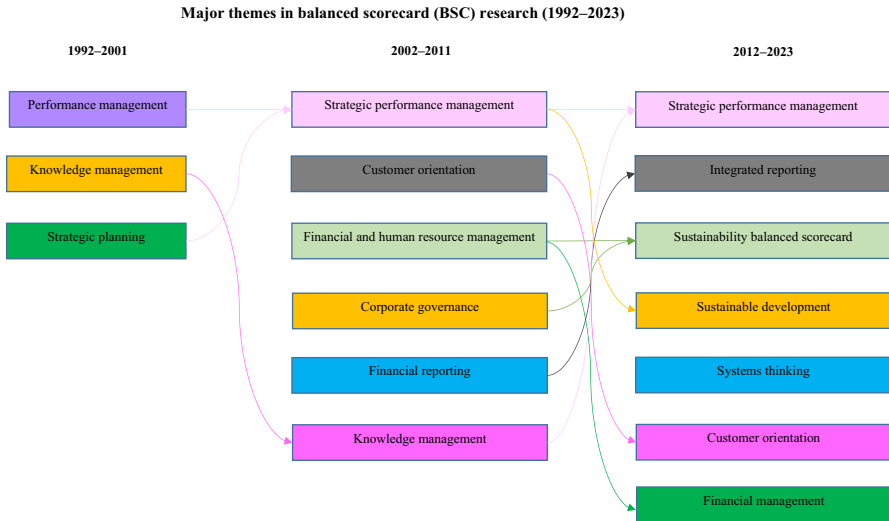 Major themes in balanced scorecard (BSC) research (1992–2023)
1992–2001
2002–2011
2012–2023
Performance management
Strategic performance management
Strategic performance management
Knowledge management
Customer orientation
Integrated reporting
Strategic planning
Financial and human resource management
Sustainability balanced scorecard
Corporate governance
Sustainable development
Financial reporting
Systems thinking
Knowledge management
Customer orientation
Financial management